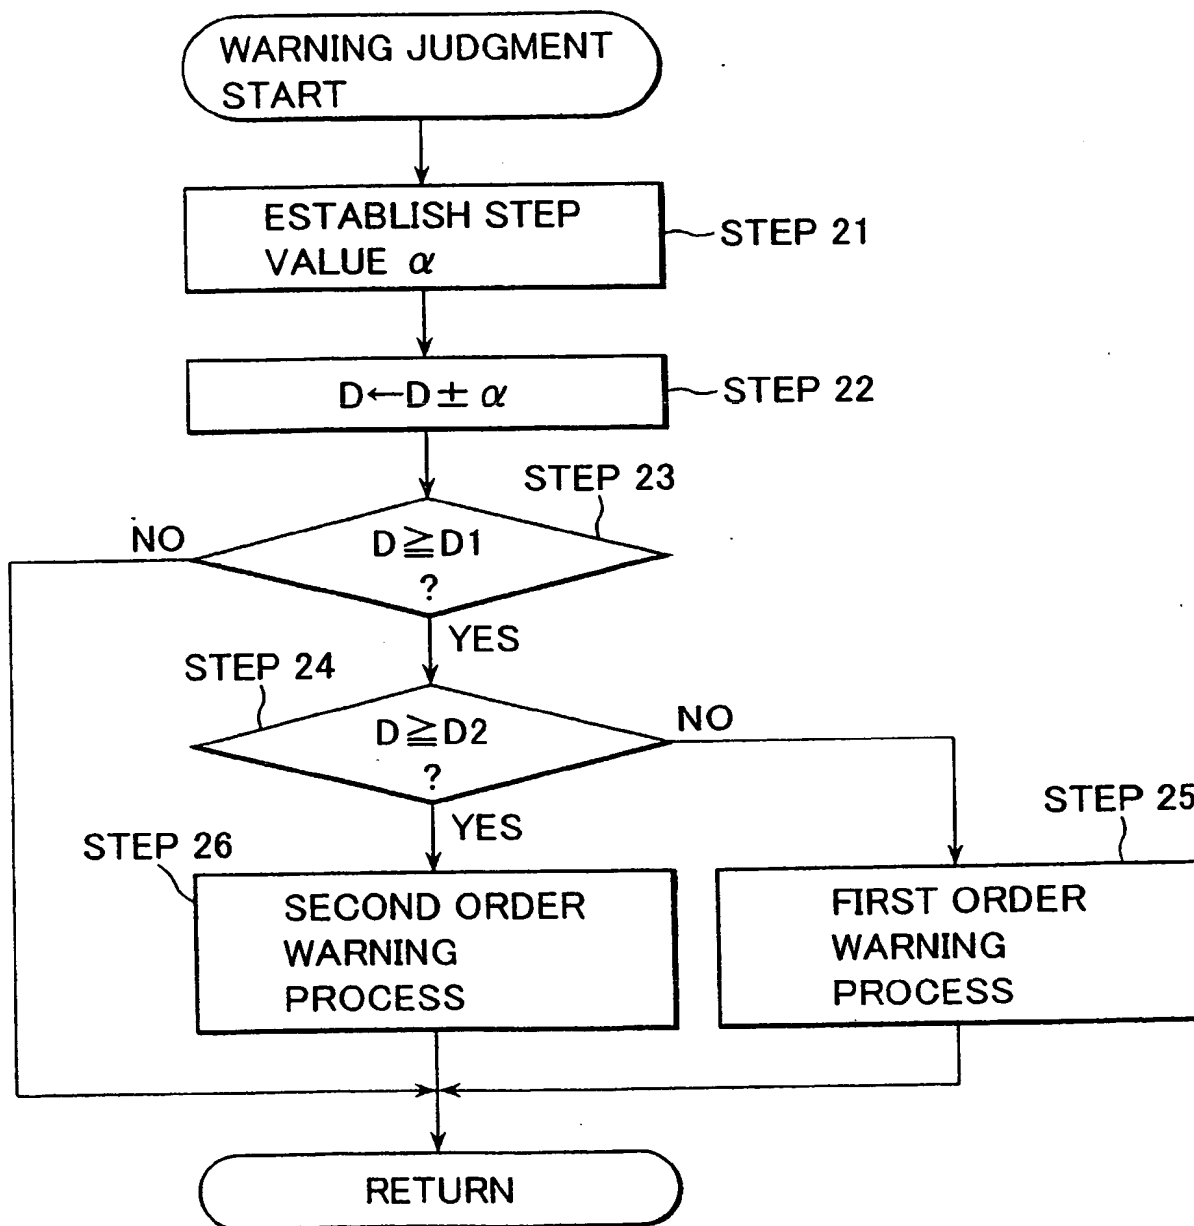 WARNING JUDGMENT
START
ESTABLISH STEP
VALUE α
STEP 21
D←D ± α
STEP 22
STEP 23
D≧D1
?
NO
YES
STEP 24
D≧D2
?
NO
YES
STEP 25
STEP 26
SECOND ORDER
WARNING
PROCESS
FIRST ORDER
WARNING
PROCESS
RETURN